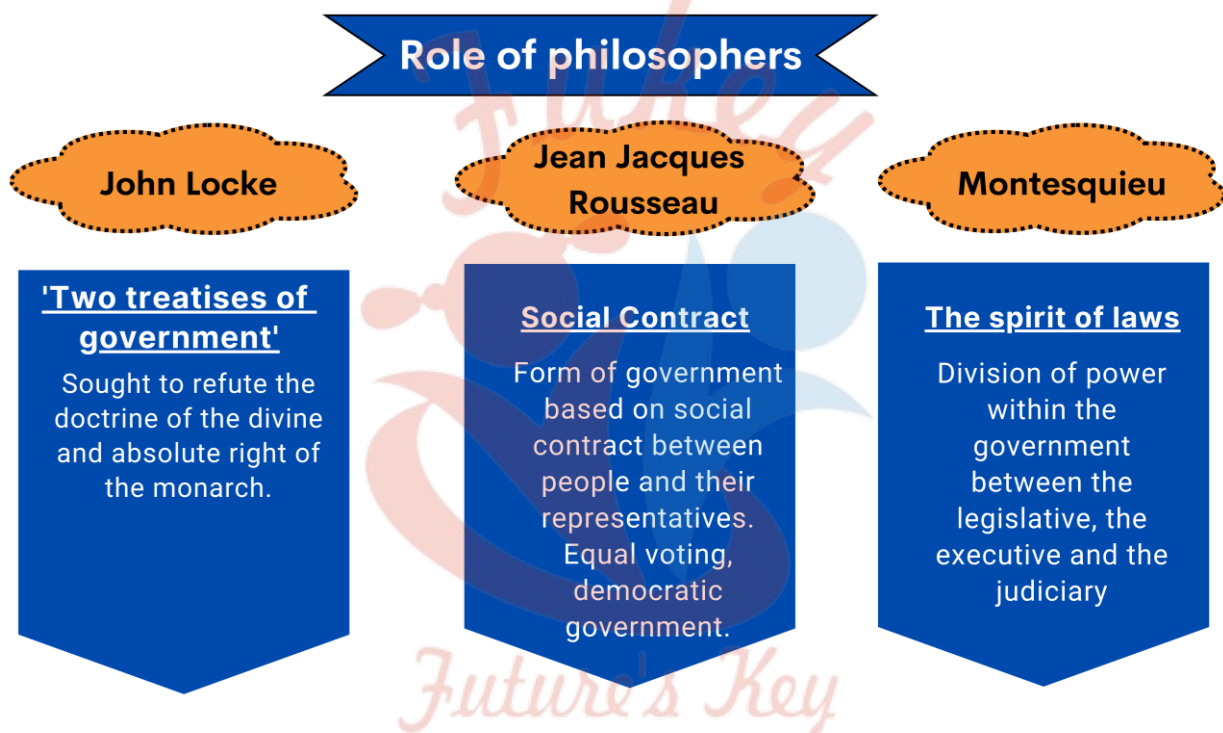 Role of philosophers
John Locke
Jean Jacques
Rousseau
Montesquieu
'Two treatises of
government'
Sought to refute the
doctrine of the divine
and absolute right of
the monarch.
Social Contract
Form of government
based on social
contract between
people and their
representatives.
Equal voting,
democratic
government.
The spirit of laws
Division of power
within the
government
between the
legislative, the
executive and the
judiciary
Fukey
Future's Key